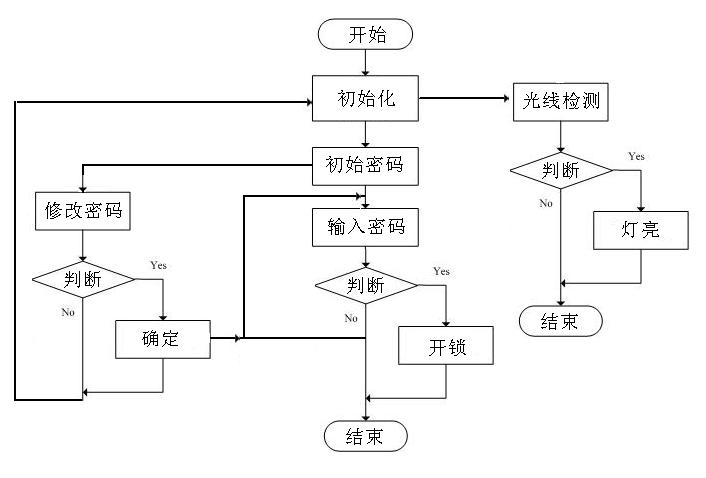 开始
初始化
光线检测
初始密码
判断
Yes
No
修改密码
输入密码
灯亮
判断
Yes
No
判断
Yes
No
确定
开锁
结束
结束